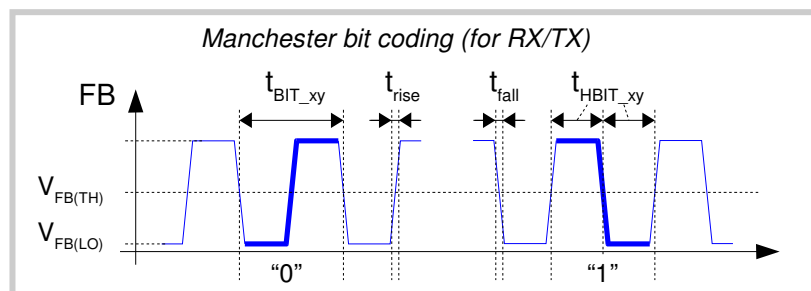 Manchester bit coding (for RX/TX)
FB
tBIT_xy
trise
tfall
tHBIT_xy
VFB(TH)
VFB(LO)
“0”
“1”